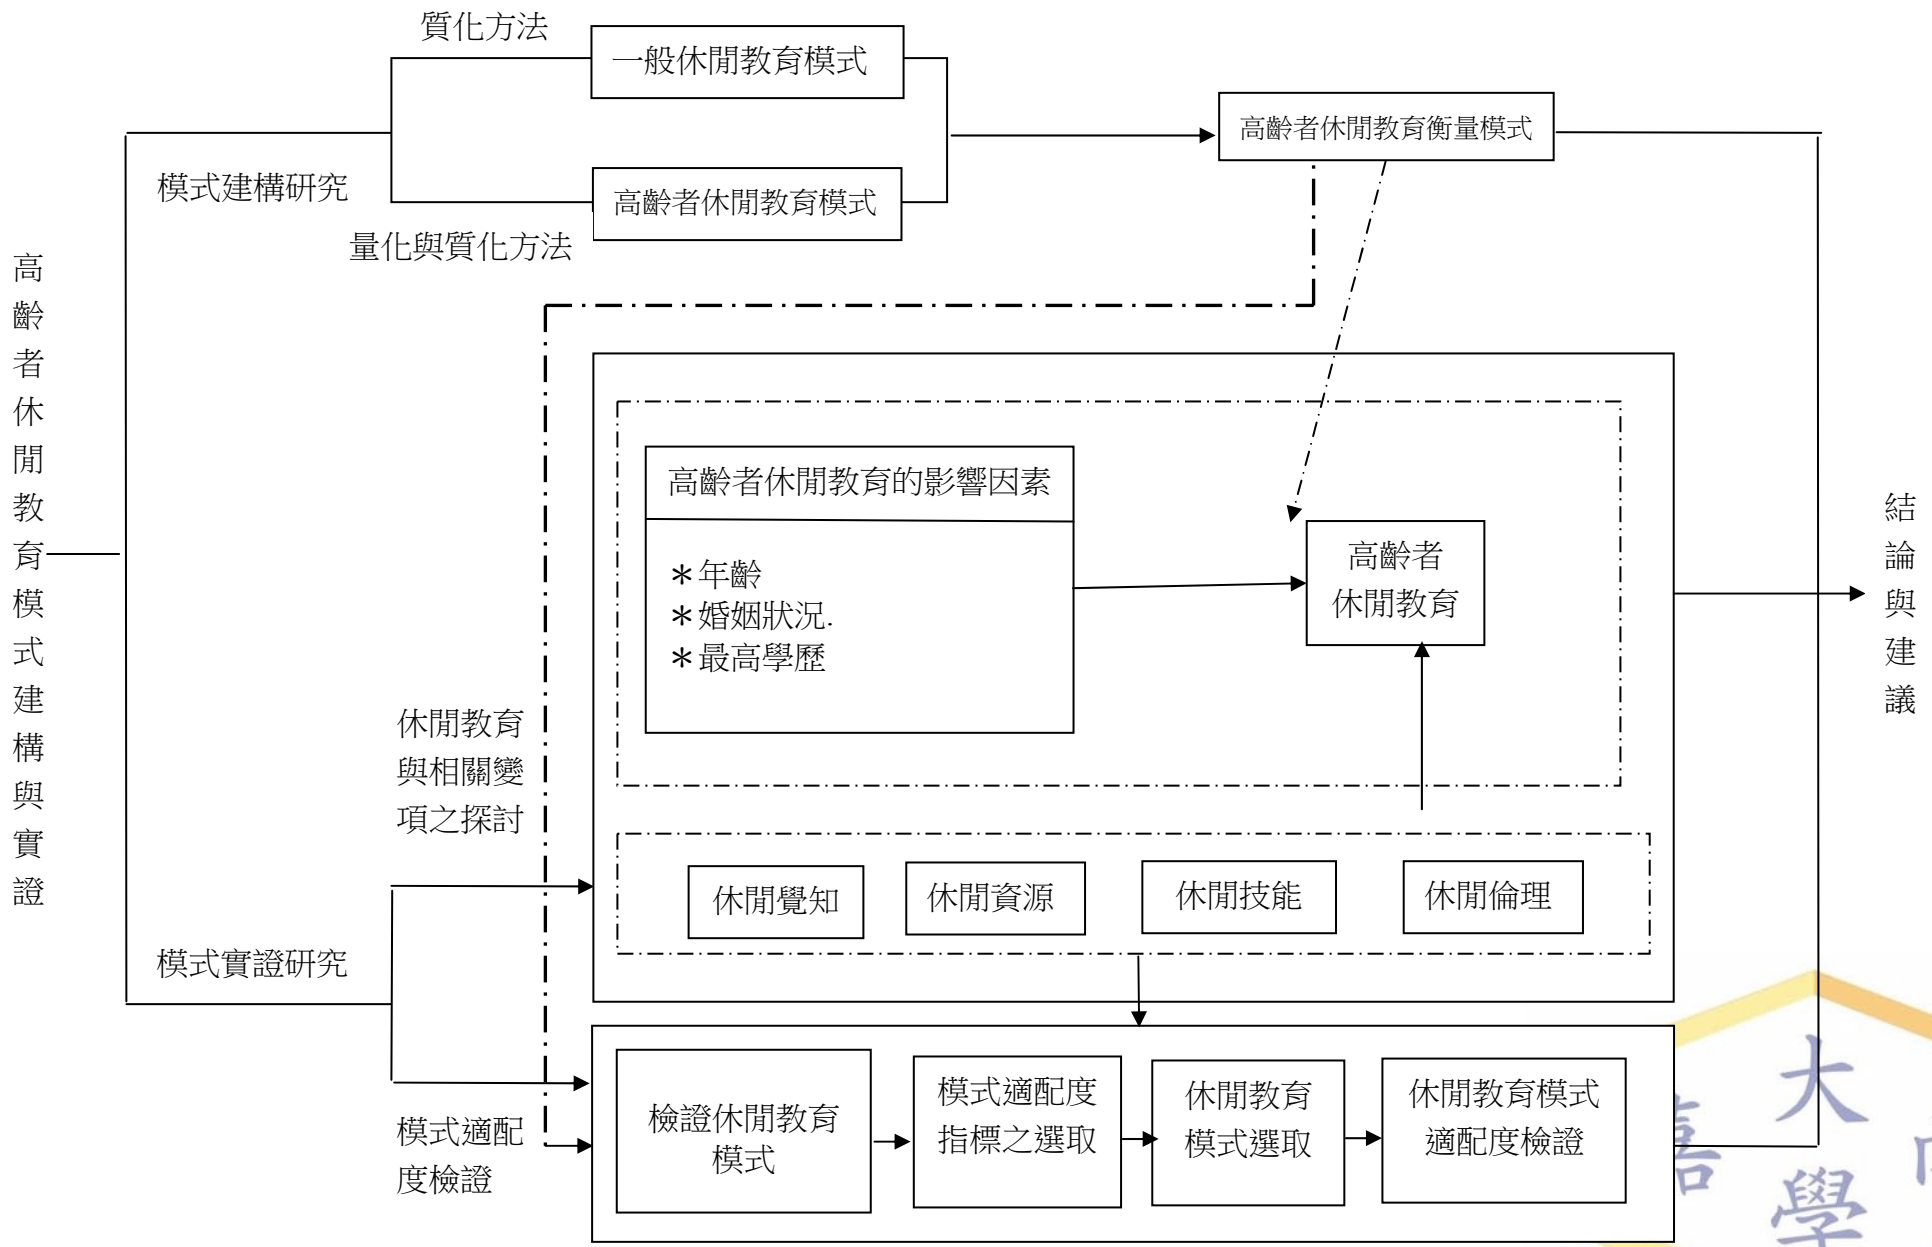 高齡者休閒教育模式建構與實證
模式建構研究
質化方法
一般休閒教育模式
量化與質化方法
高齡者休閒教育模式
高齡者休閒教育衡量模式
模式實證研究
休閒教育
與相關變
項之探討
高齡者休閒教育的影響因素
＊年齡
＊婚姻狀況.
＊最高學歷
高齡者
休閒教育
休閒覺知
休閒資源
休閒技能
休閒倫理
模式適配
度檢證
檢證休閒教育
模式
模式適配度
指標之選取
休閒教育
模式選取
休閒教育模式
適配度檢證
結論與建議
大
學